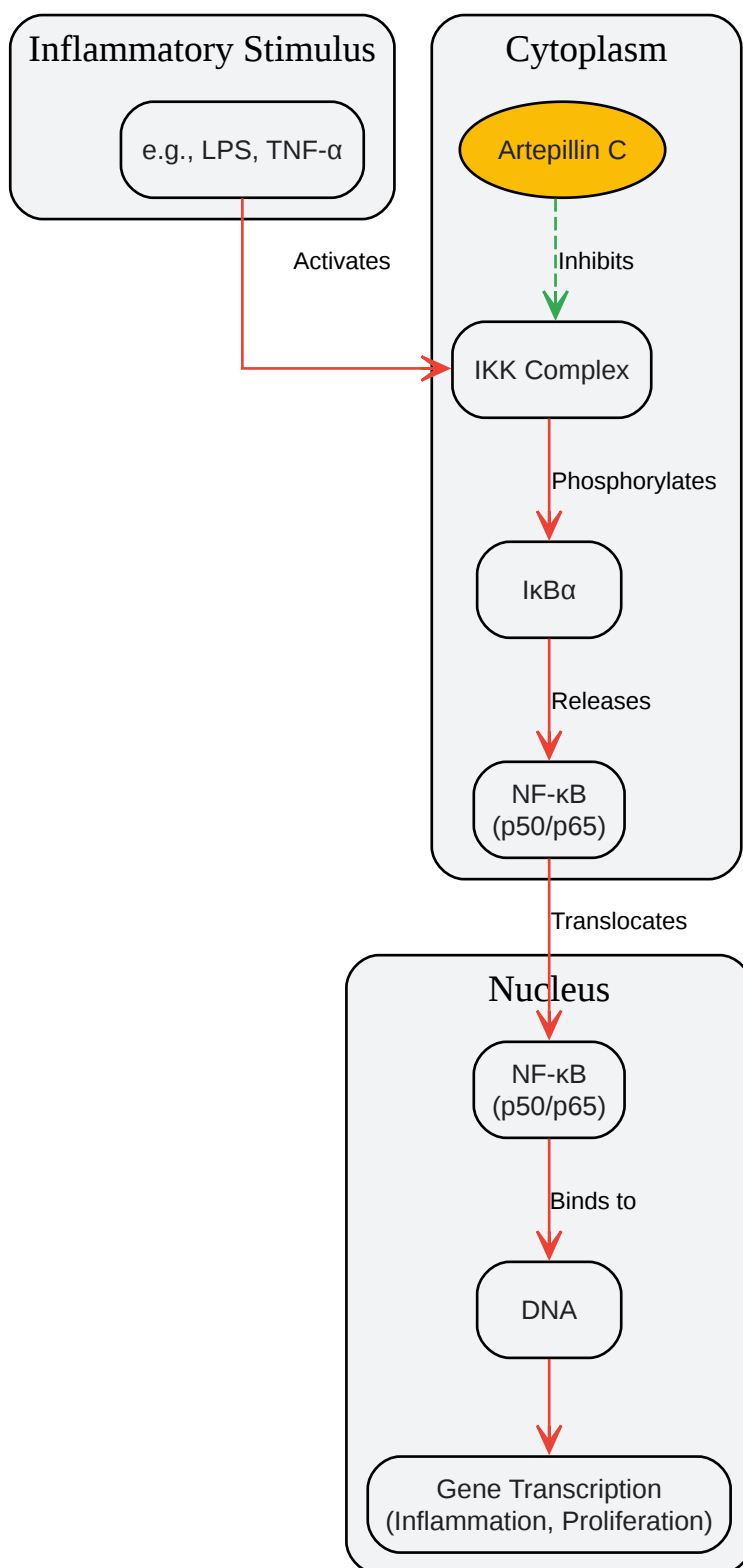 Inflammatory Stimulus
e.g., LPS, TNF-α
Activates
Cytoplasm
Artepillin C
Inhibits
IKK Complex
Phosphorylates
IκBα
Releases
NF-κB
(p50/p65)
Translocates
Nucleus
NF-κB
(p50/p65)
Binds to
DNA
Gene Transcription
(Inflammation, Proliferation)